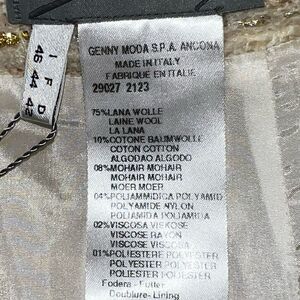 I F D
46 44 42
GENNY MODA S.P.A. ANCONA
MADE IN ITALY
FABRIQUE EN ITALIE
29027 2123
75%LANA WOLLE
LAINE WOOL
LA LANA
10%COTONE BAUMWOLLE
COTON COTTON
ALGODAO ALGODO
08%MOHAIR MOHAIR
MOHAIR MOHAIR
MOER MOER
04%POLIAMMIDICA POLYAMID
POLYAMIDE NYLON
POLIAMIDA POLIAMIDA
02%VISCOSA VISKOSE
VISCOSE RAYON
VISCOSE VISCOSA
01%POLIESTERE POLYESTER
POLYESTER POLYESTER
POLIESTER POLIESTER
Fodera - Futter
Doublure-Lining